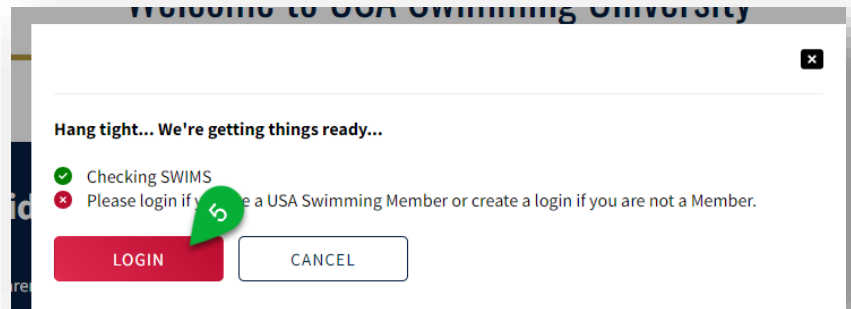 Welcome to USA Swimming University
Hang tight... We're getting things ready...
Checking SWIMS
Please login if a USA Swimming Member or create a login if you are not a Member.
5
LOGIN
CANCEL